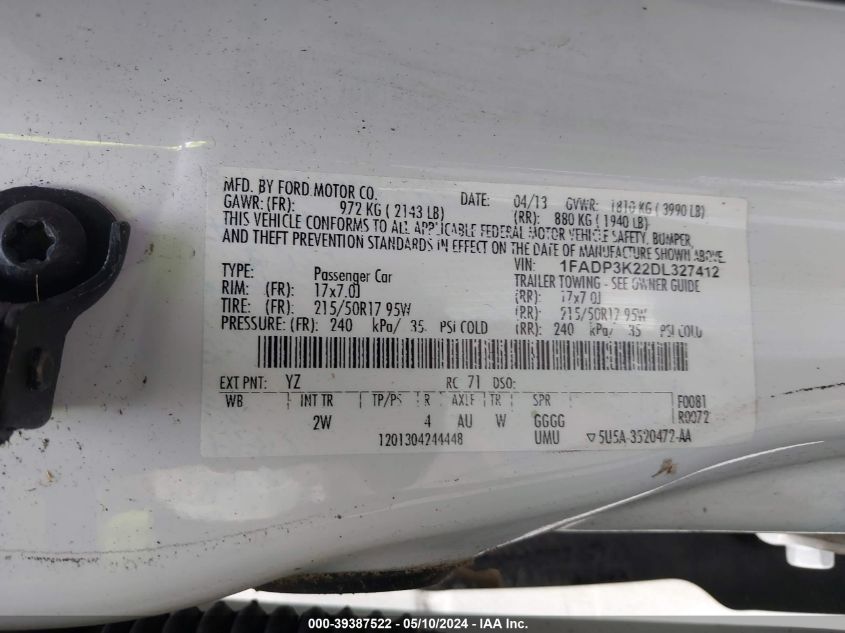 MFD. BY FORD MOTOR CO. DATE: 04/13 GVWR: 1810 KG ( 3990 LB)
GAWR: (FR): 972 KG ( 2143 LB) (RR): 880 KG ( 1940 LB)
THIS VEHICLE CONFORMS TO ALL APPLICABLE FEDERAL MOTOR VEHICLE SAFETY, BUMPER,
AND THEFT PREVENTION STANDARDS IN EFFECT ON THE DATE OF MANUFACTURE SHOWN ABOVE.
VIN: 1FADP3K22DL327412
TYPE: Passenger Car TRAILER TOWING - SEE OWNER GUIDE
RIM: (FR): 17x7.0J (RR): 17x7.0J
TIRE: (FR): 215/50R17 95W (RR): 215/50R17 95W
PRESSURE: (FR): 240 kPa/ 35 PSI COLD (RR): 240 kPa/ 35 PSI COLD
EXT PNT: YZ RC: 71 DSO:
WB INT TR TP/PS R AXLE TR SPR F0081
2W 4 AU W GGGG R0072
1201304244448 UMU ▽5U5A-3520472-AA
000-39387522 - 05/10/2024 - IAA Inc.